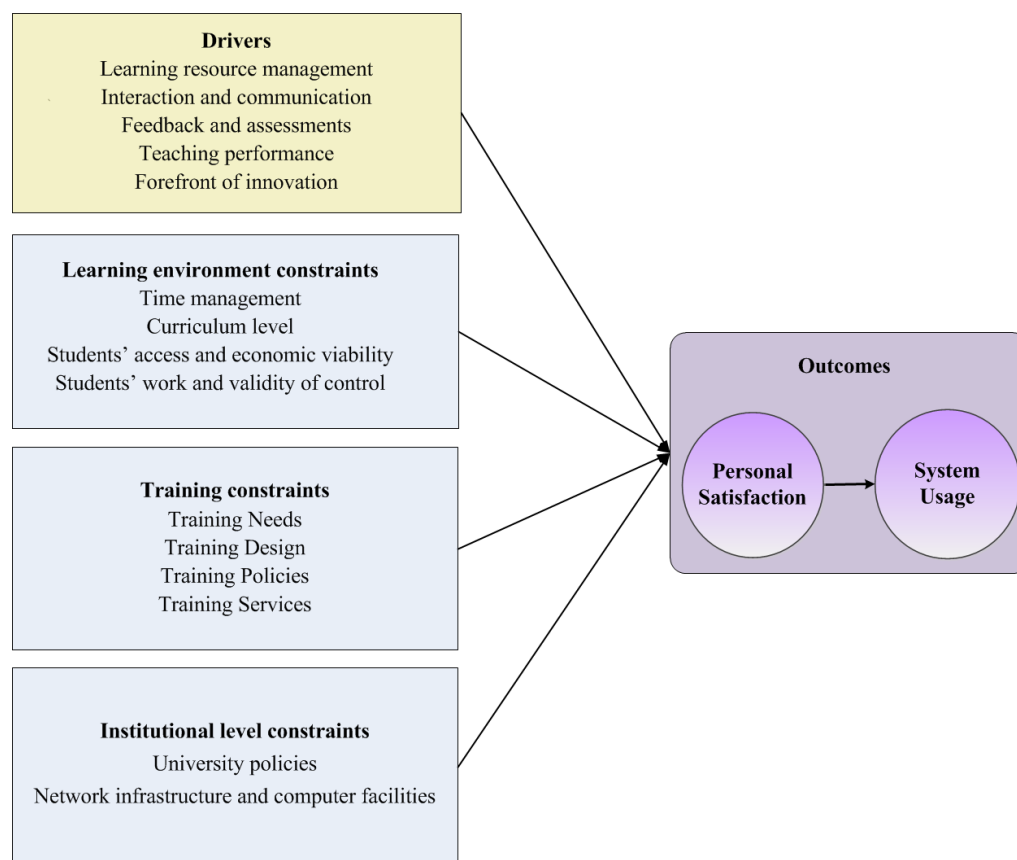 Drivers
Learning resource management
Interaction and communication
Feedback and assessments
Teaching performance
Forefront of innovation
Learning environment constraints
Time management
Curriculum level
Students’ access and economic viability
Students’ work and validity of control
Training constraints
Training Needs
Training Design
Training Policies
Training Services
Institutional level constraints
University policies
Network infrastructure and computer facilities
Outcomes
Personal
Satisfaction
System
Usage